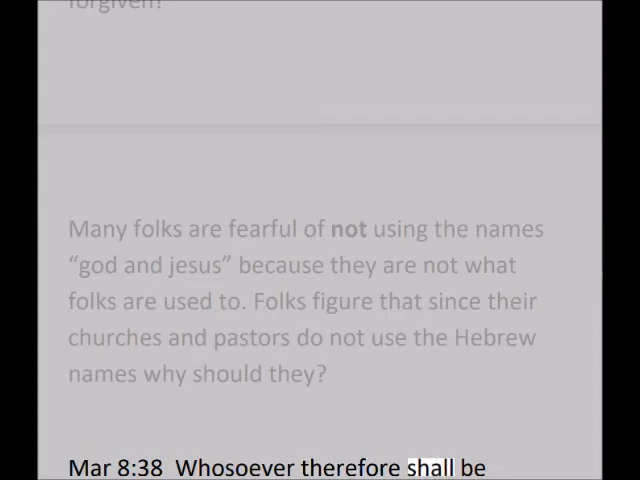 forgiven?
Many folks are fearful of not using the names
“god and jesus” because they are not what
folks are used to. Folks figure that since their
churches and pastors do not use the Hebrew
names why should they?
Mar 8:38 Whosoever therefore shall be